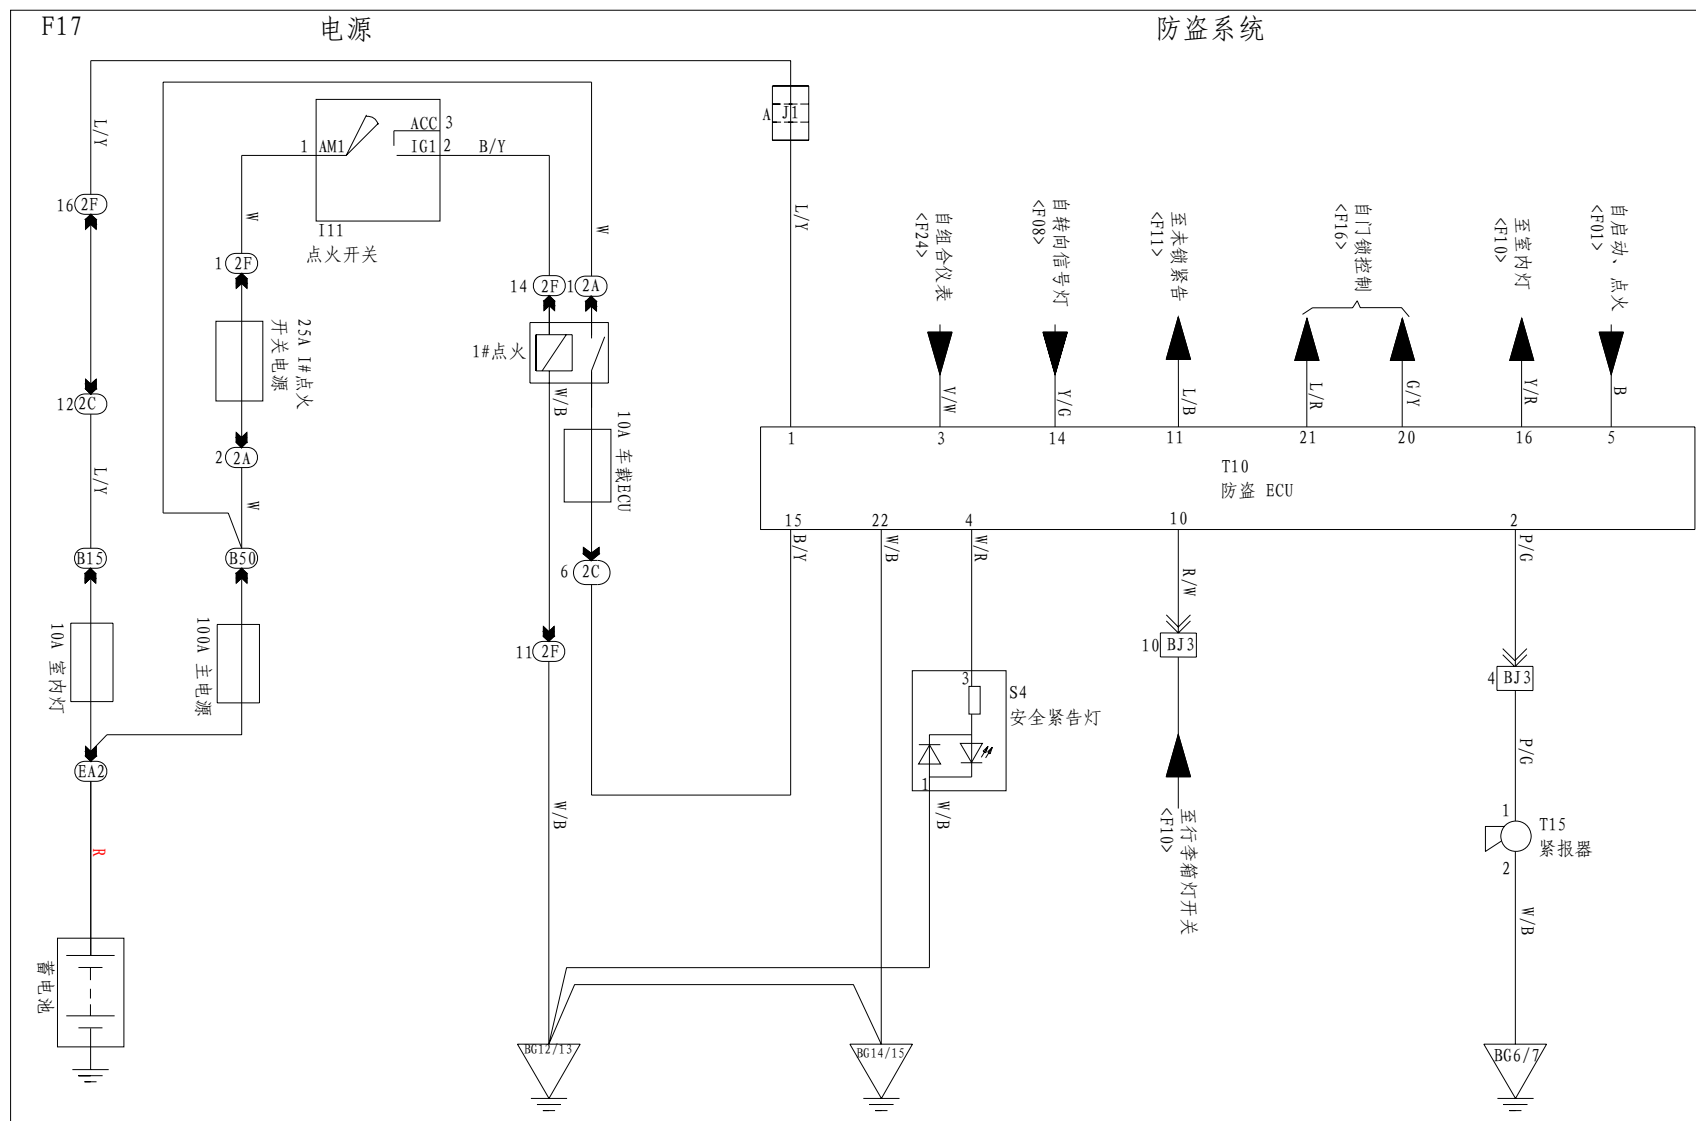 F17
电源
防盗系统
L/Y
16 2F
12 2C
L/Y
B15
10A 室内灯
EA2
R
蓄电池
1 AM1
ACC 3
IG1 2
B/Y
I11
点火开关
W
1 2F
25A I#点火
开关电源
2 2A
W
B50
100A 主电源
14 2F
W
1 2A
1#点火
W/B
10A 车载ECU
6 2C
11 2F
W/B
BG12/13
A J1
L/Y
自组合仪表
<F24>
V/W
自转向信号灯
<F08>
Y/G
至未锁紧告
<F11>
L/B
自门锁控制
<F16>
L/R
G/Y
至室内灯
<F10>
Y/R
自启动、点火
<F01>
B
1 3 14 11 21 20 16 5
T10
防盗 ECU
15 22 4 10 2
B/Y
W/B
W/R
R/W
P/G
10 BJ3
4 BJ3
3
S4
安全紧告灯
1
W/B
至行李箱灯开关
<F10>
P/G
1
T15
紧报器
2
W/B
BG14/15
BG6/7